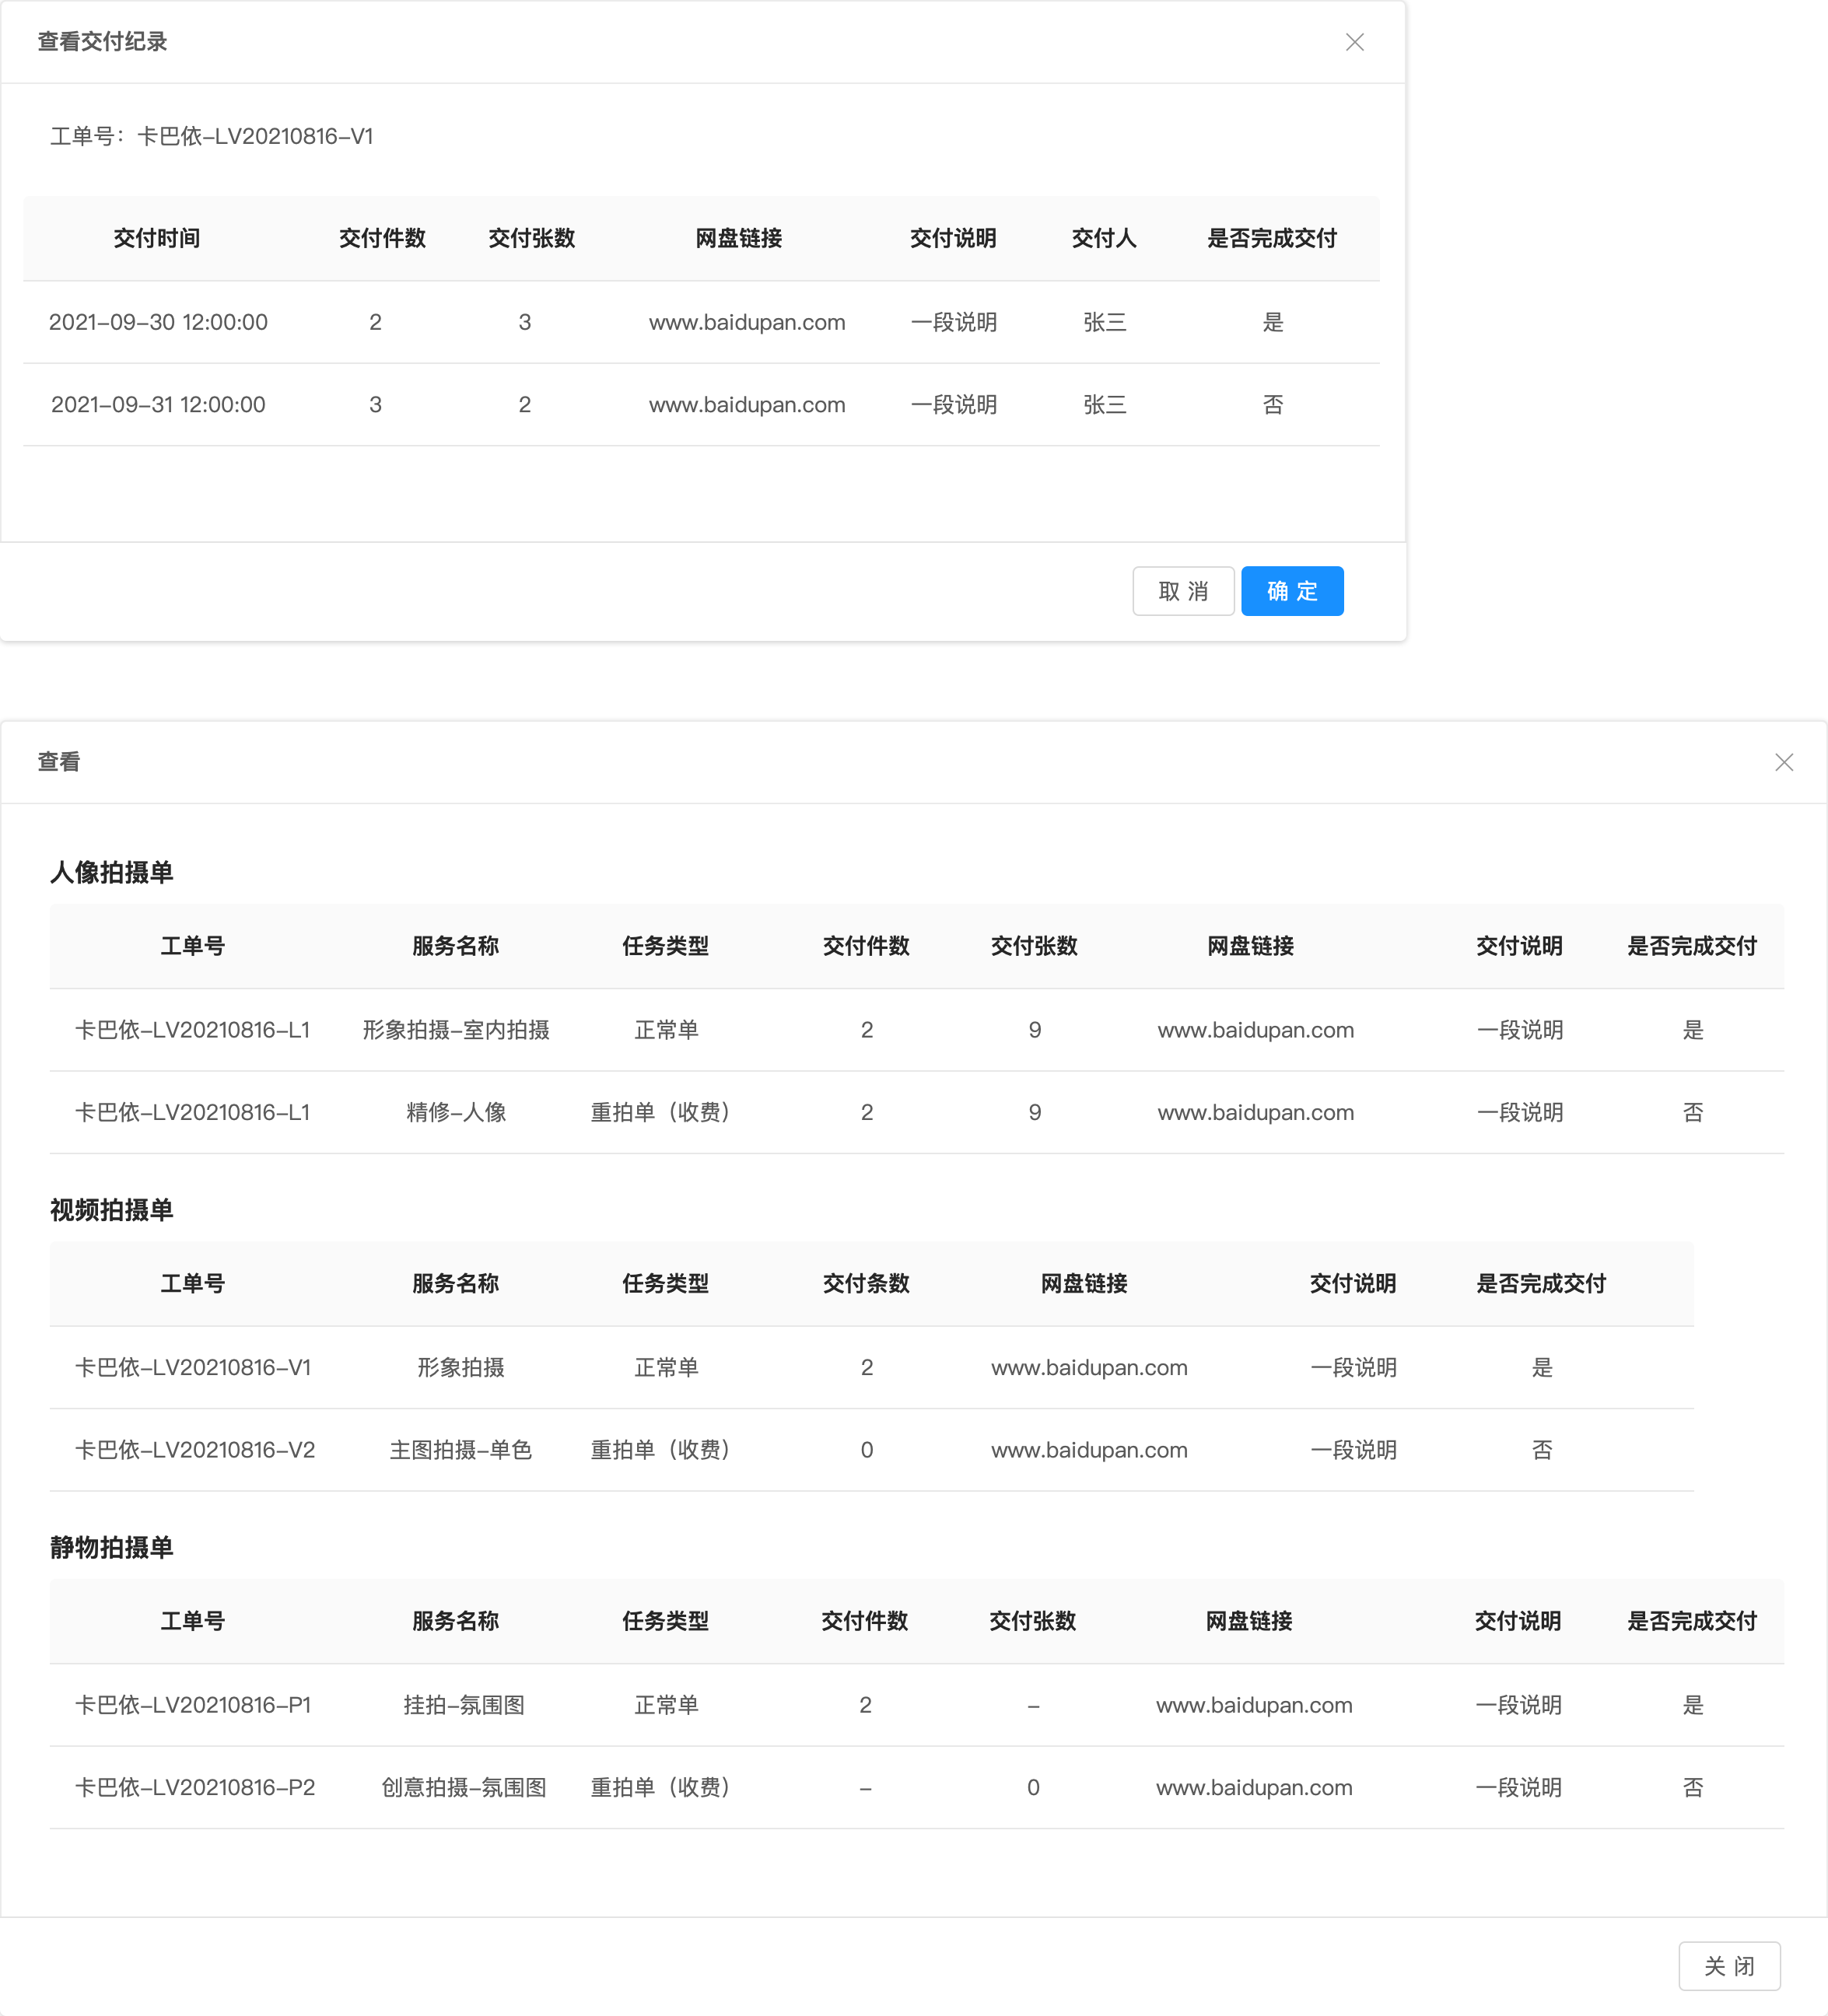 查看交付纪录
工单号：卡巴依-LV20210816-V1
交付时间 交付件数 交付张数 网盘链接 交付说明 交付人 是否完成交付
2021-09-30 12:00:00 2 3 www.baidupan.com 一段说明 张三 是
2021-09-31 12:00:00 3 2 www.baidupan.com 一段说明 张三 否
取 消 确 定
查看
人像拍摄单
工单号 服务名称 任务类型 交付件数 交付张数 网盘链接 交付说明 是否完成交付
卡巴依-LV20210816-L1 形象拍摄-室内拍摄 正常单 2 9 www.baidupan.com 一段说明 是
卡巴依-LV20210816-L1 精修-人像 重拍单（收费） 2 9 www.baidupan.com 一段说明 否
视频拍摄单
工单号 服务名称 任务类型 交付条数 网盘链接 交付说明 是否完成交付
卡巴依-LV20210816-V1 形象拍摄 正常单 2 www.baidupan.com 一段说明 是
卡巴依-LV20210816-V2 主图拍摄-单色 重拍单（收费） 0 www.baidupan.com 一段说明 否
静物拍摄单
工单号 服务名称 任务类型 交付件数 交付张数 网盘链接 交付说明 是否完成交付
卡巴依-LV20210816-P1 挂拍-氛围图 正常单 2 - www.baidupan.com 一段说明 是
卡巴依-LV20210816-P2 创意拍摄-氛围图 重拍单（收费） - 0 www.baidupan.com 一段说明 否
关 闭